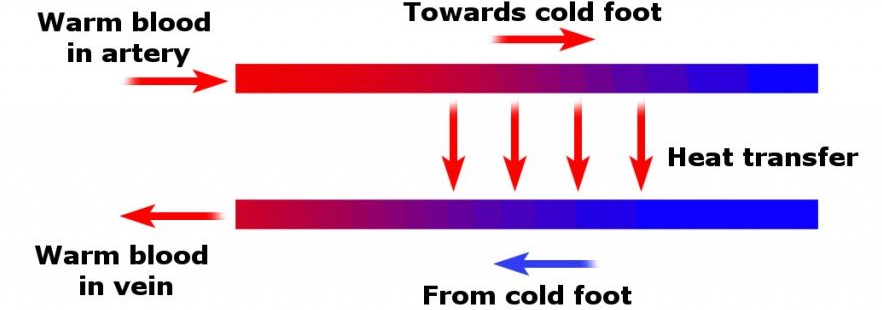 Towards cold foot
Warm blood
in artery
Heat transfer
Warm blood
in vein
From cold foot